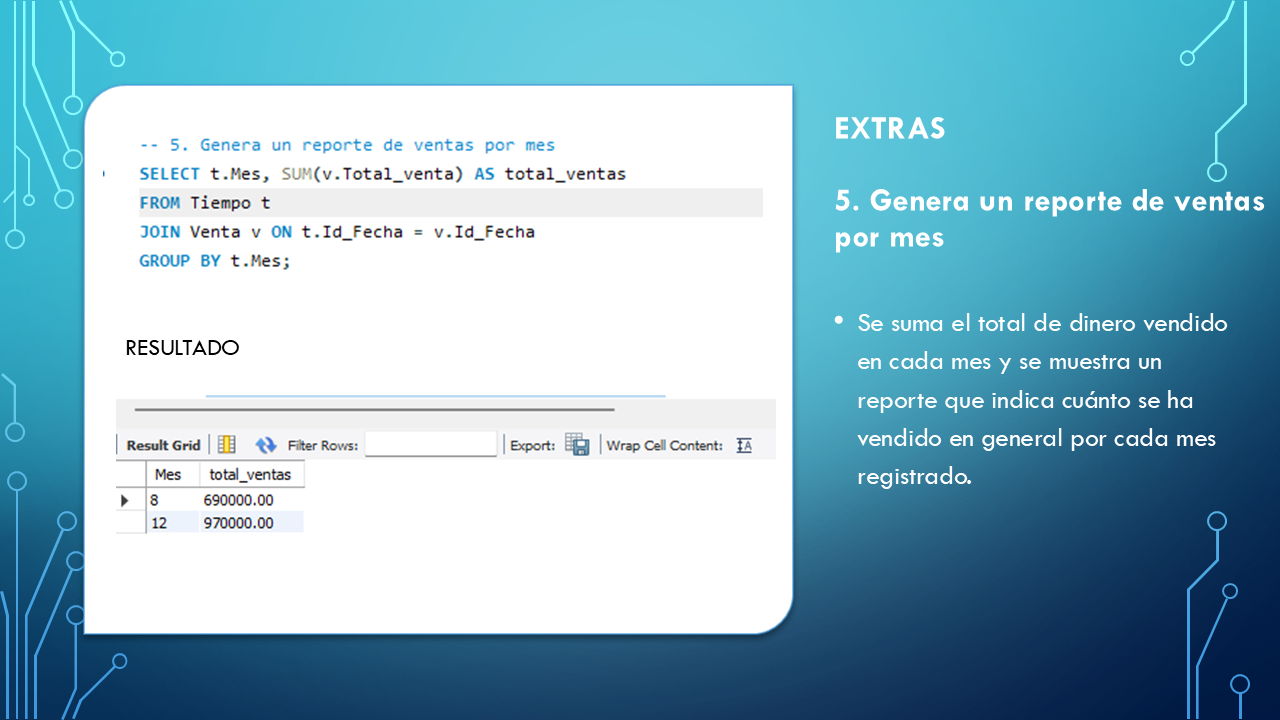 -- 5. Genera un reporte de ventas por mes
SELECT t.Mes, SUM(v.Total_venta) AS total_ventas
FROM Tiempo t
JOIN Venta v ON t.Id_Fecha = v.Id_Fecha
GROUP BY t.Mes;
RESULTADO
Result Grid Filter Rows: Export: Wrap Cell Content:
Mes total_ventas
8 690000.00
12 970000.00
EXTRAS
5. Genera un reporte de ventas
por mes
• Se suma el total de dinero vendido
en cada mes y se muestra un
reporte que indica cuánto se ha
vendido en general por cada mes
registrado.